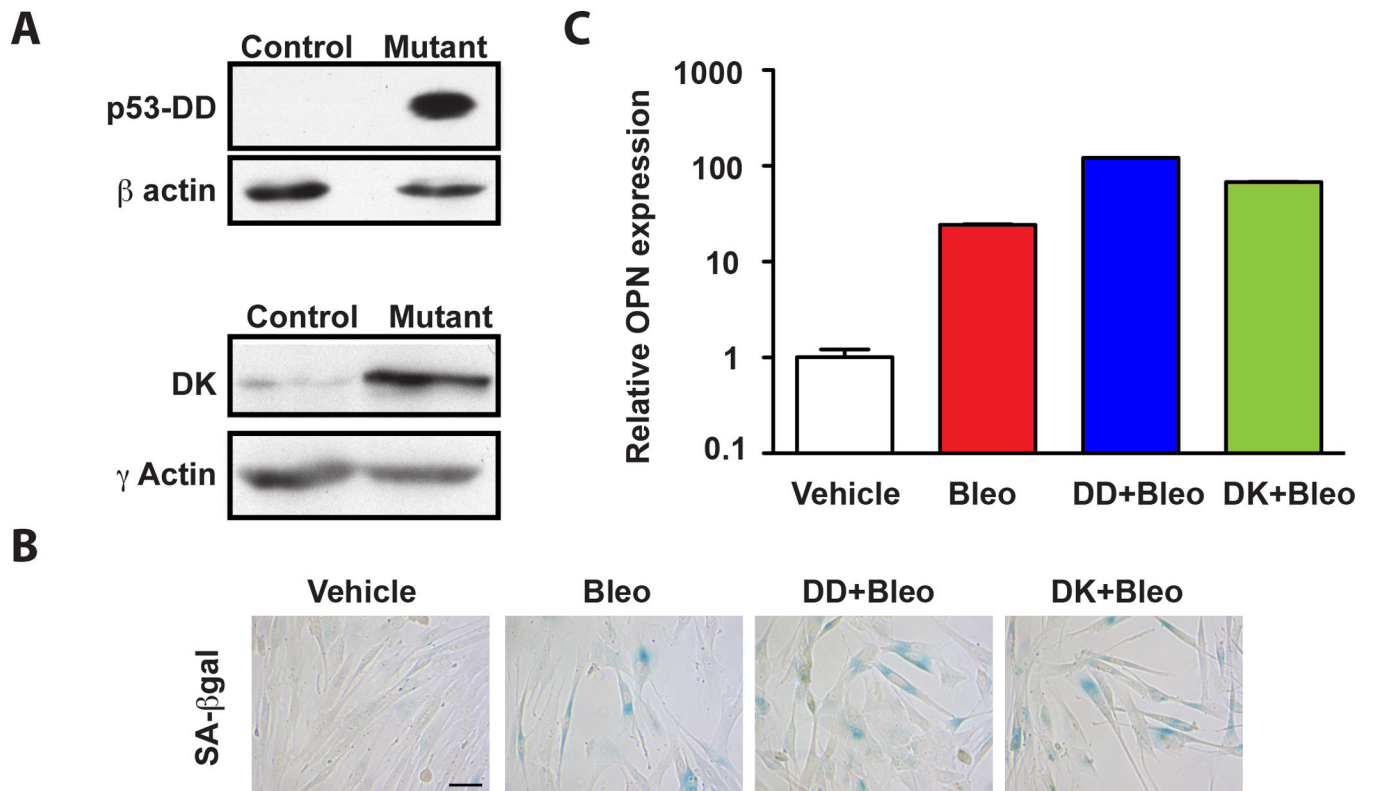 A
Control Mutant
p53-DD
β actin
Control Mutant
DK
γ Actin
C
Relative OPN expression
1000
100
10
1
0.1
Vehicle Bleo DD+Bleo DK+Bleo
B
Vehicle Bleo DD+Bleo DK+Bleo
SA-βgal